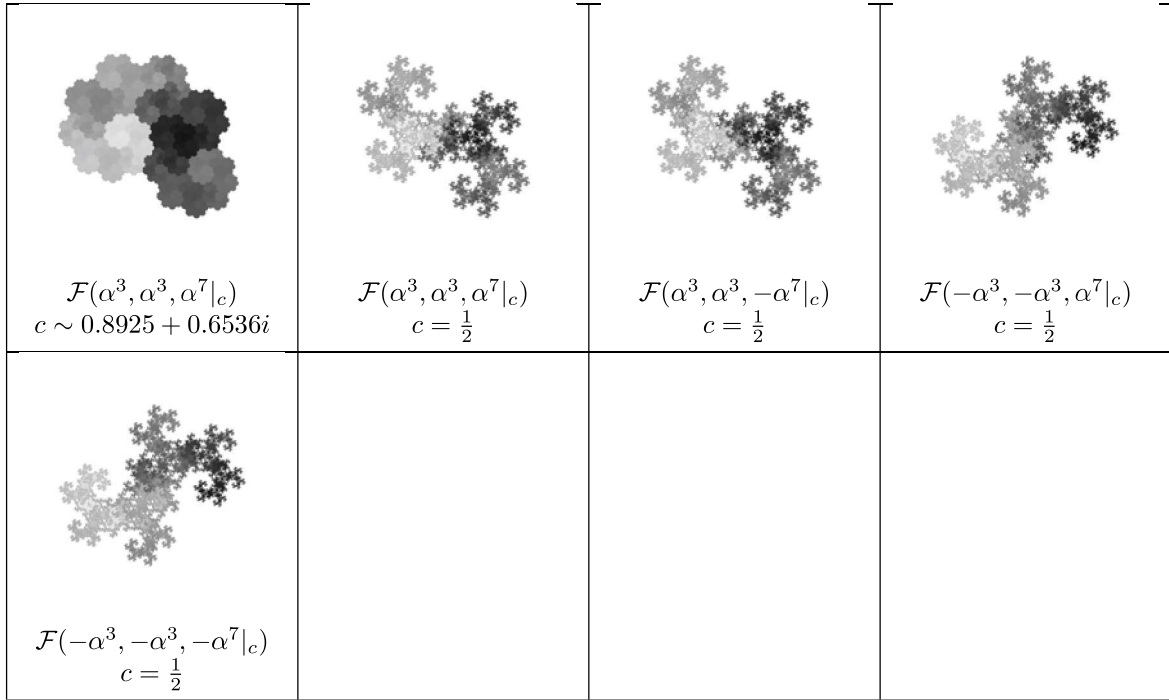 𝓕(α³, α³, α⁷|_c)
c ∼ 0.8925 + 0.6536i
𝓕(α³, α³, α⁷|_c)
c = 1/2
𝓕(α³, α³, −α⁷|_c)
c = 1/2
𝓕(−α³, −α³, α⁷|_c)
c = 1/2
𝓕(−α³, −α³, −α⁷|_c)
c = 1/2